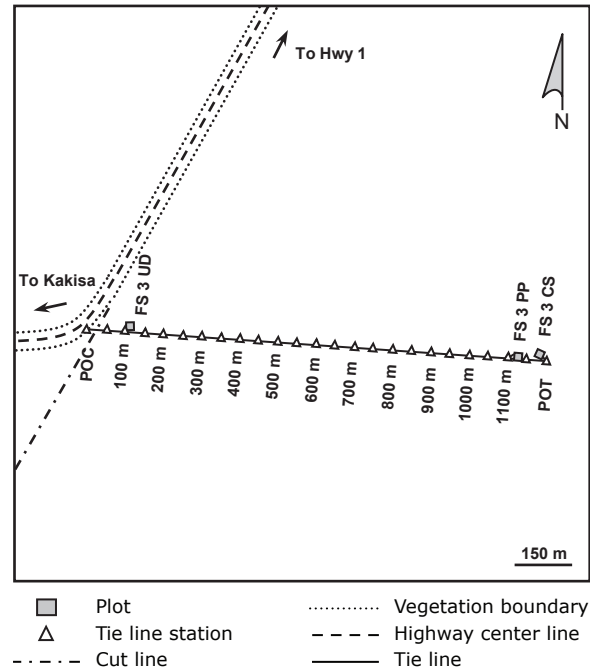 To Hwy 1
N
To Kakisa
FS 3 UD
FS 3 PP
FS 3 CS
POC
100 m
200 m
300 m
400 m
500 m
600 m
700 m
800 m
900 m
1000 m
1100 m
POT
150 m
Plot
Vegetation boundary
Tie line station
Highway center line
Cut line
Tie line